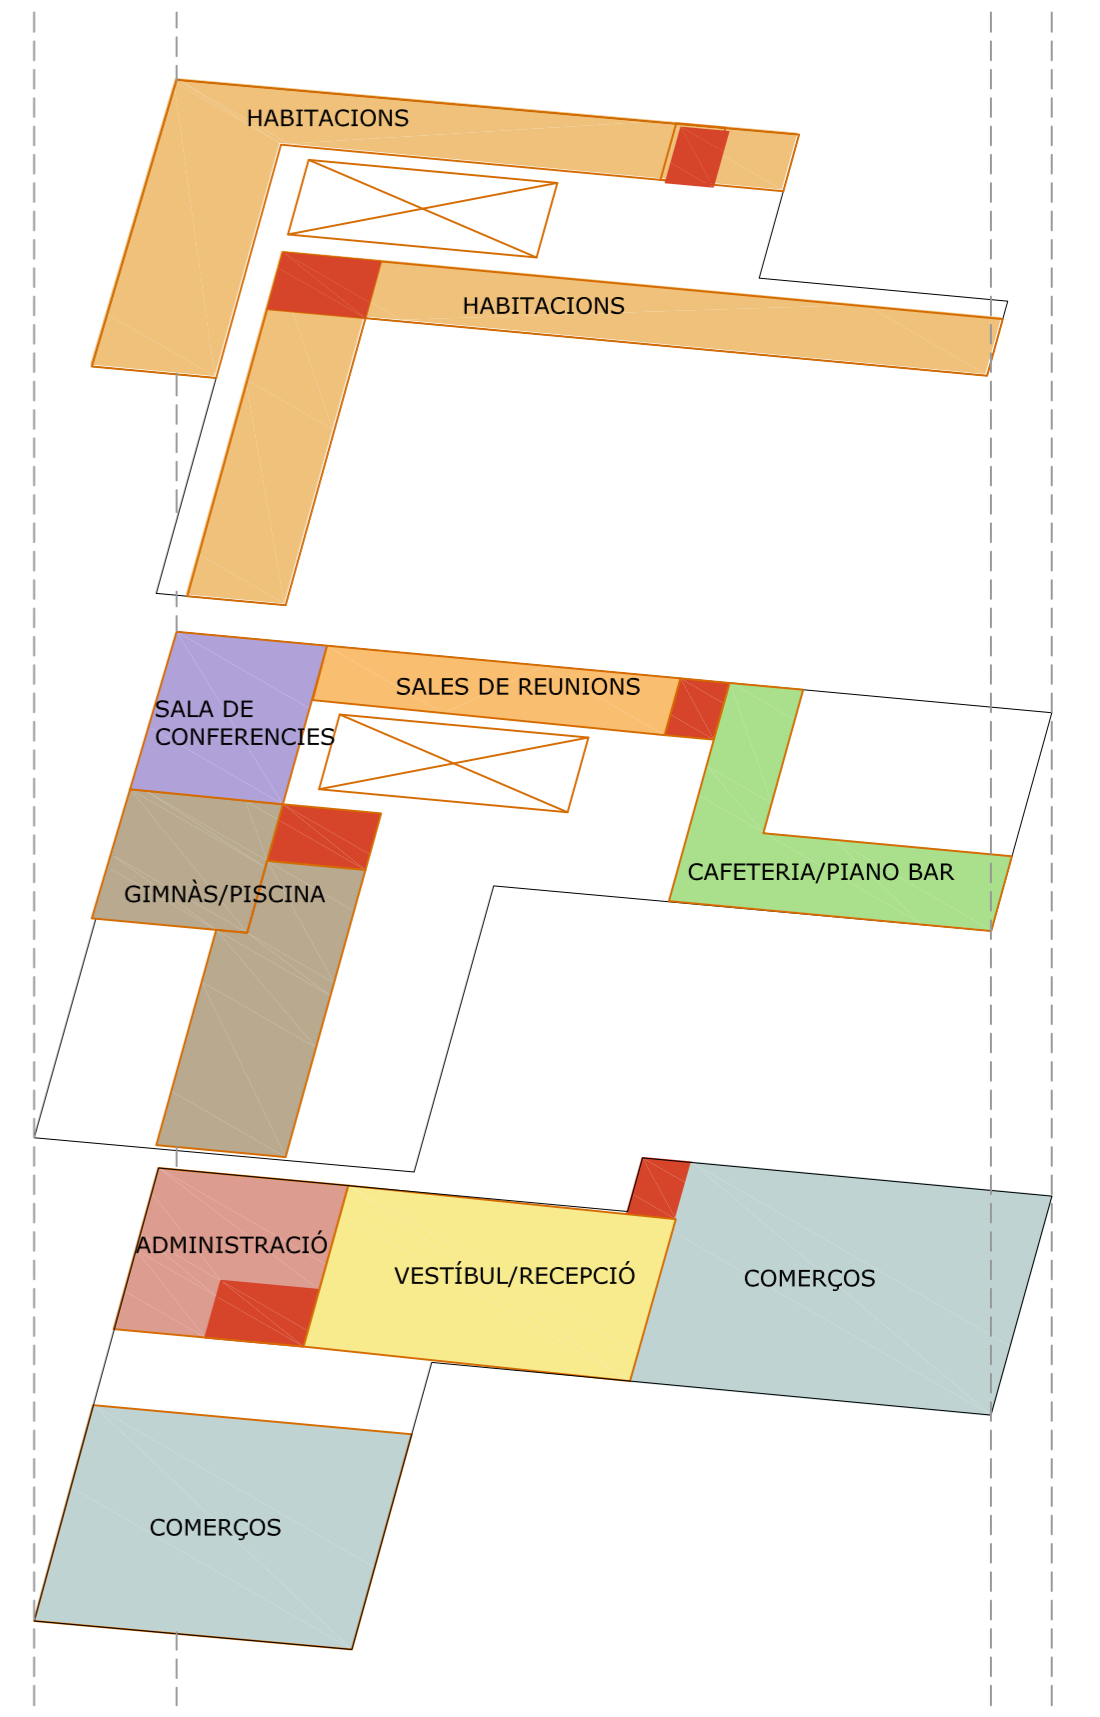 HABITACIONS
HABITACIONS
SALES DE REUNIONS
SALA DE
CONFERENCIES
CAFETERIA/PIANO BAR
GIMNÀS/PISCINA
ADMINISTRACIÓ
VESTÍBUL/RECEPCIÓ
COMERÇOS
COMERÇOS